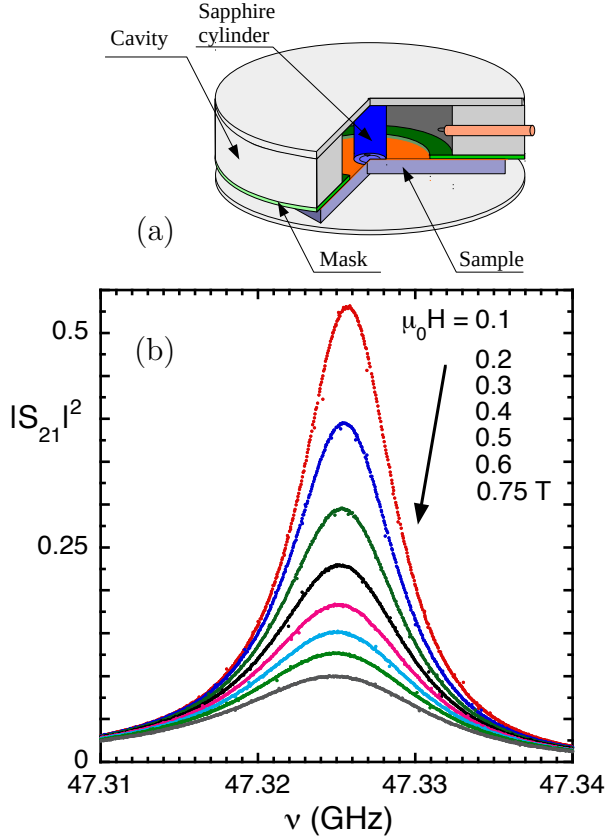 Sapphire
cylinder
Cavity
(a)
Mask
Sample
(b)
μ₀H = 0.1
0.2
0.3
0.4
0.5
0.6
0.75 T
|S₂₁|²
0.5
0.25
0
47.31 47.32 47.33 47.34
ν (GHz)